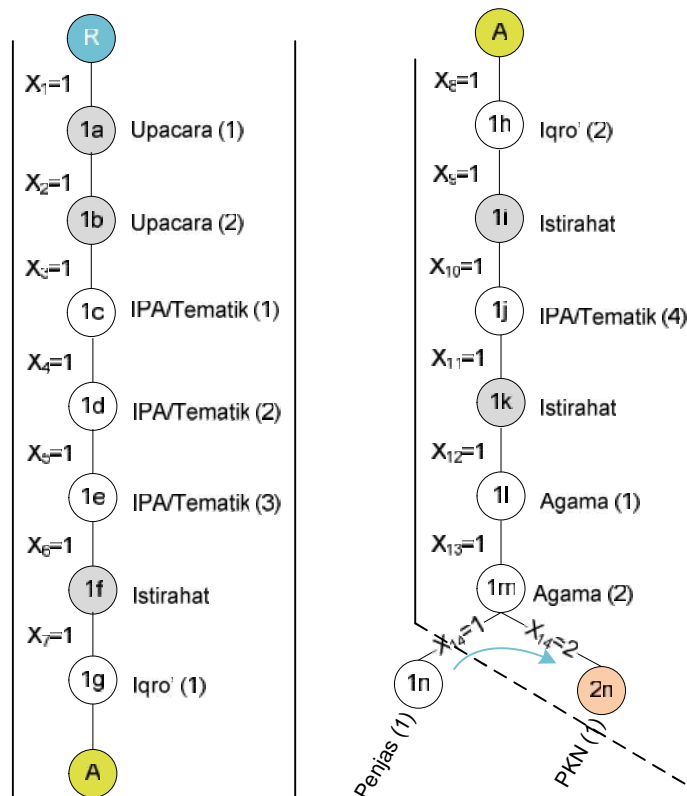 R
X1=1
1a Upacara (1)
X2=1
1b Upacara (2)
X3=1
1c IPA/Tematik (1)
X4=1
1d IPA/Tematik (2)
X5=1
1e IPA/Tematik (3)
X6=1
1f Istirahat
X7=1
1g Iqro' (1)
A
A
X8=1
1h Iqro' (2)
X9=1
1i Istirahat
X10=1
1j IPA/Tematik (4)
X11=1
1k Istirahat
X12=1
1l Agama (1)
X13=1
1m Agama (2)
X14=1
X14=2
1n
2n
Penjas (1)
PKN (1)